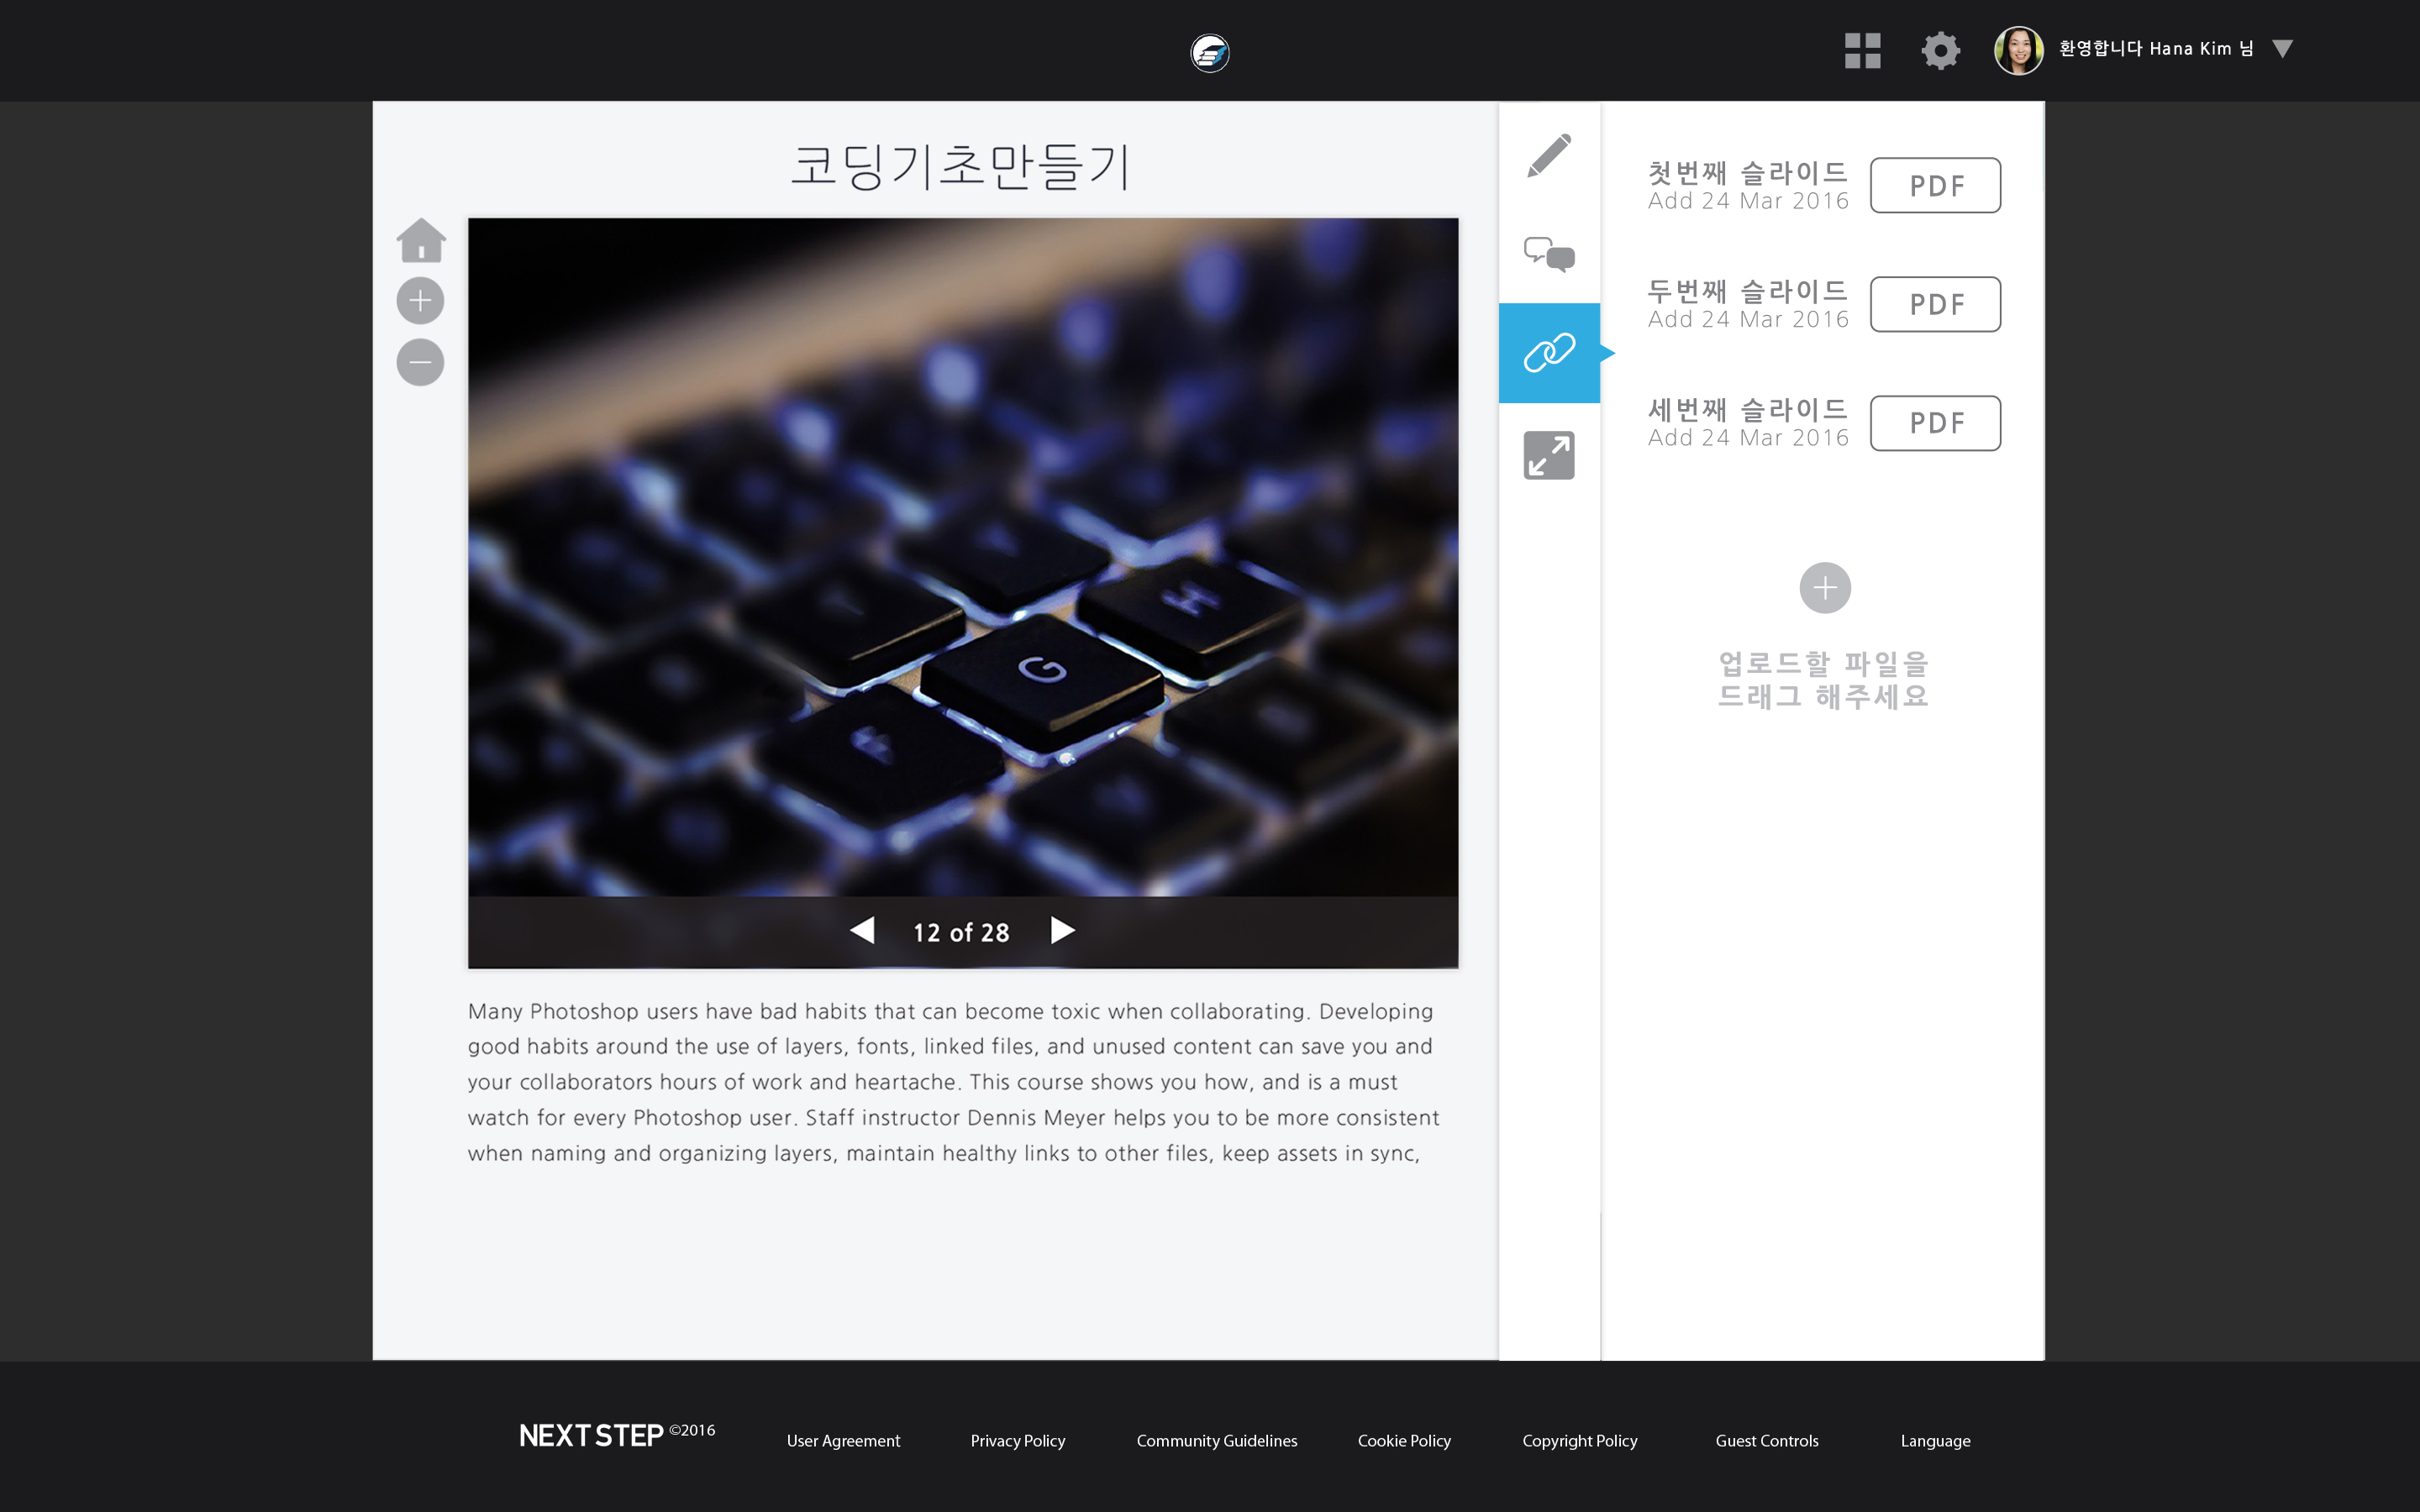 환영합니다 Hana Kim 님
코딩기초만들기
첫번째 슬라이드
Add 24 Mar 2016
PDF
두번째 슬라이드
Add 24 Mar 2016
PDF
세번째 슬라이드
Add 24 Mar 2016
PDF
업로드할 파일을
드래그 해주세요
H
G
12 of 28
Many Photoshop users have bad habits that can become toxic when collaborating. Developing
good habits around the use of layers, fonts, linked files, and unused content can save you and
your collaborators hours of work and heartache. This course shows you how, and is a must
watch for every Photoshop user. Staff instructor Dennis Meyer helps you to be more consistent
when naming and organizing layers, maintain healthy links to other files, keep assets in sync,
NEXT STEP ©2016
User Agreement
Privacy Policy
Community Guidelines
Cookie Policy
Copyright Policy
Guest Controls
Language